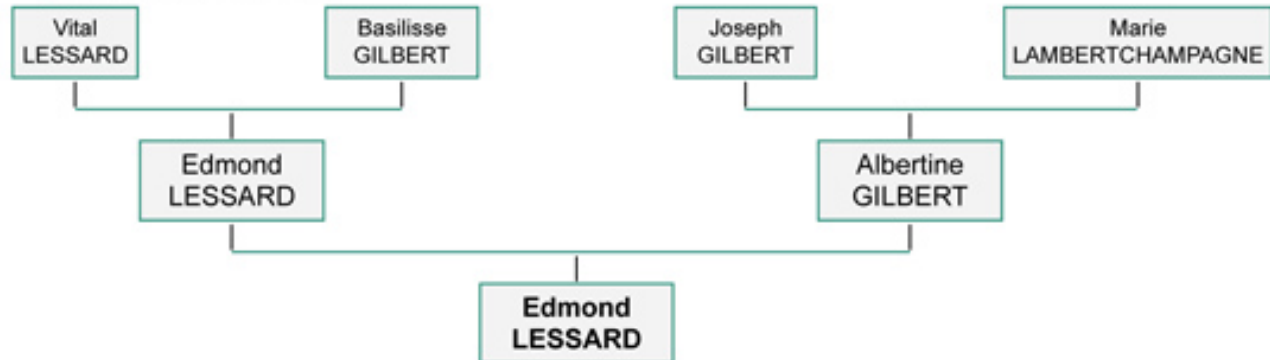 Vital
LESSARD
Basilisse
GILBERT
Joseph
GILBERT
Marie
LAMBERTCHAMPAGNE
Edmond
LESSARD
Albertine
GILBERT
Edmond
LESSARD